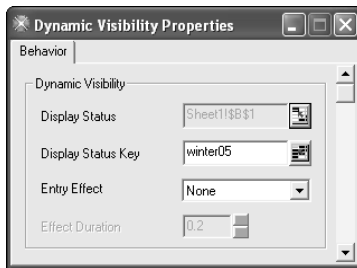 Dynamic Visibility Properties
Behavior
Dynamic Visibility
Display Status Sheet1!$B$1
Display Status Key winter05
Entry Effect None
Effect Duration 0.2